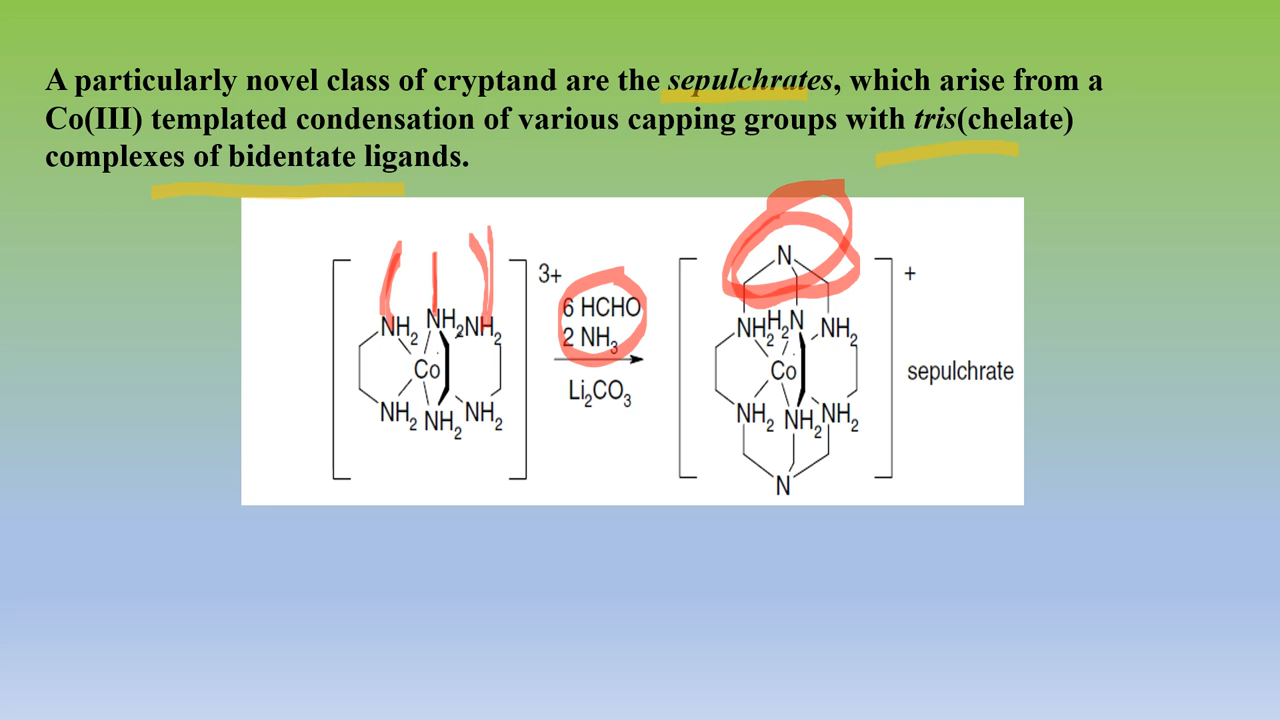 A particularly novel class of cryptand are the sepulchrates, which arise from a
Co(III) templated condensation of various capping groups with tris(chelate)
complexes of bidentate ligands.
3+
6 HCHO
2 NH3
Li2CO3
NH2 NH2 NH2
Co
NH2 NH2 NH2
N
+
NH2 H2N NH2
Co
sepulchrate
NH2 NH2 NH2
N